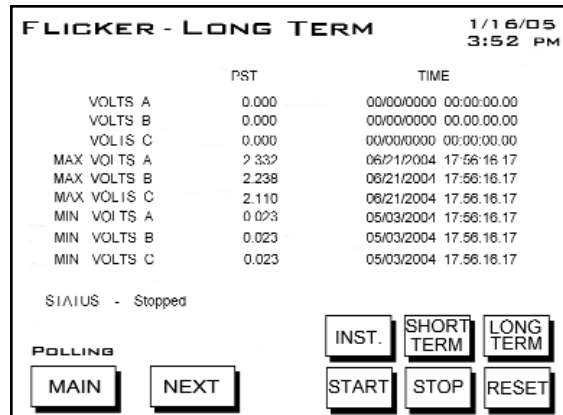 FLICKER - LONG TERM 1/16/05
3:52 PM
PST TIME
VOLTS A 0.000 00/00/0000 00:00:00.00
VOLTS B 0.000 00/00/0000 00.00.00.00
VOLTS C 0.000 00/00/0000 00:00:00.00
MAX VOLTS A 2.332 06/21/2004 17:56:16.17
MAX VOLTS B 2.238 06/21/2004 17:56:16.17
MAX VOLTS C 2.110 06/21/2004 17.56.16.17
MIN VOLTS A 0.023 05/03/2004 17:56:16.17
MIN VOLTS B 0.023 05/03/2004 17.56.16.17
MIN VOLTS C 0.023 05/03/2004 17.56.16.17
STATUS - Stopped
INST. SHORT TERM LONG TERM
POLLING
MAIN NEXT START STOP RESET